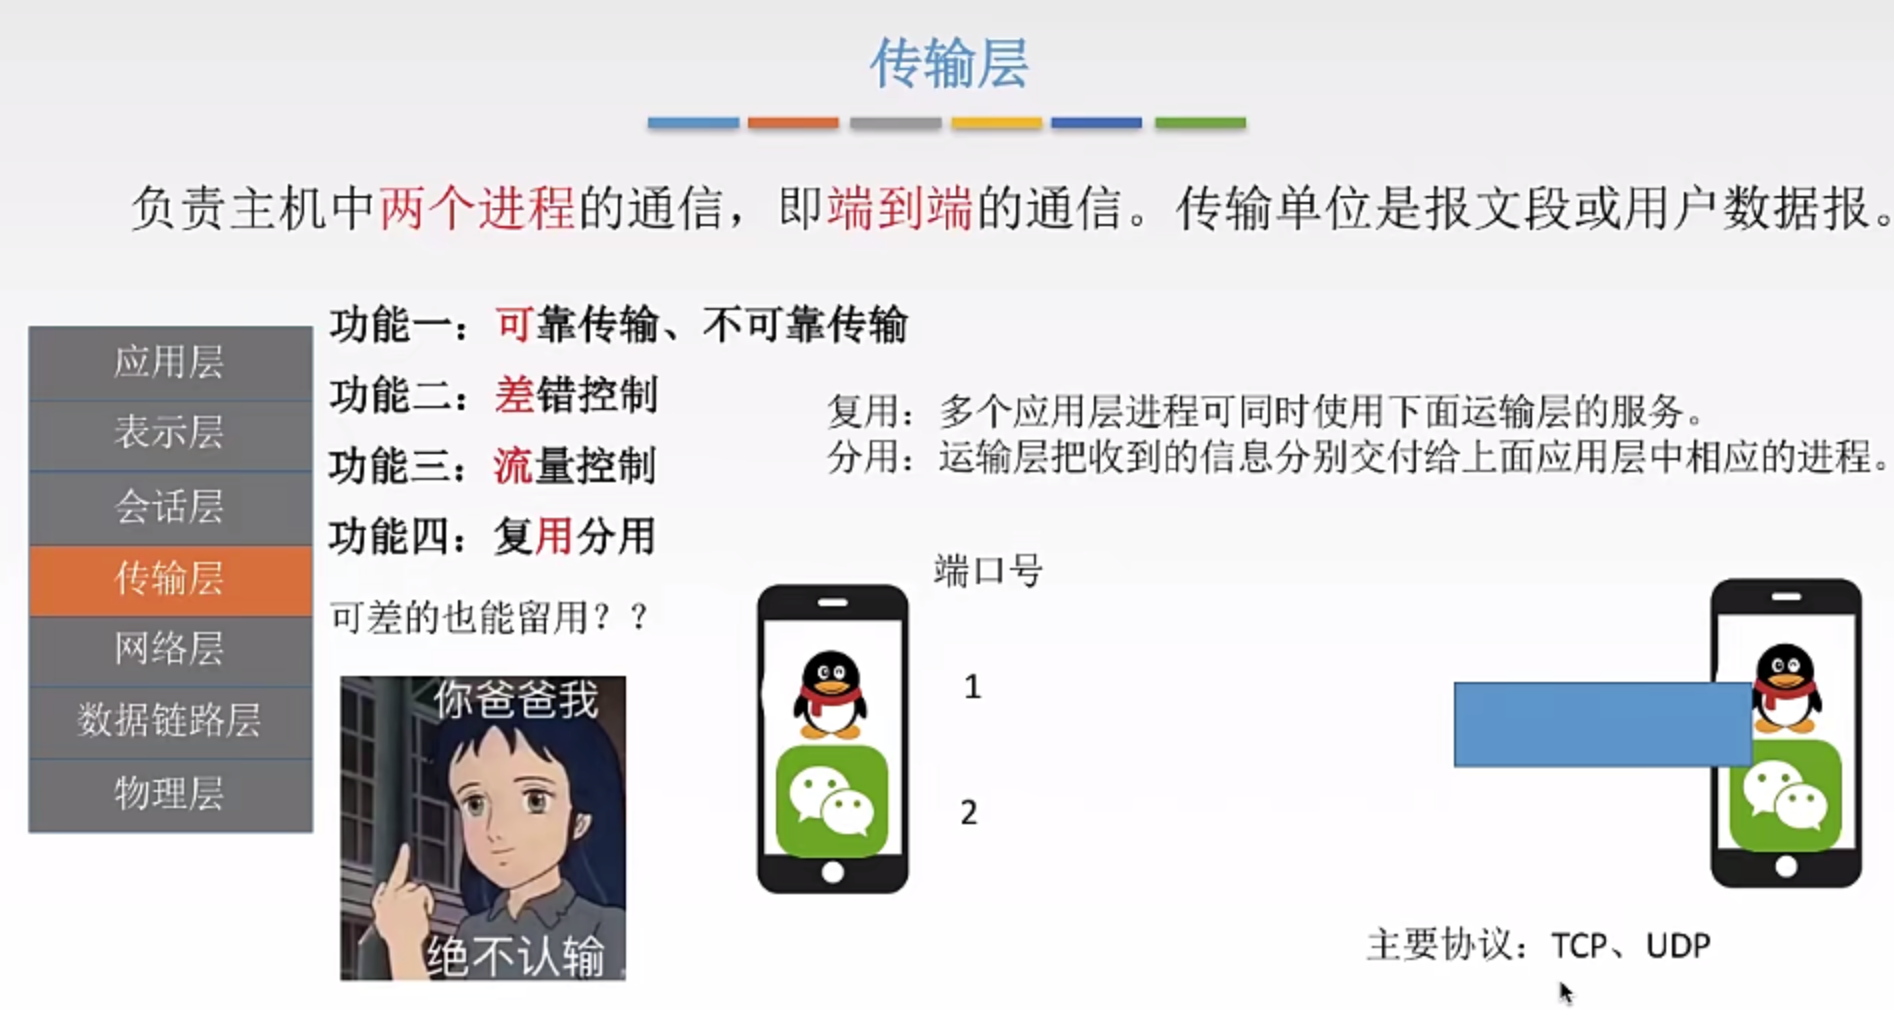 传输层
负责主机中两个进程的通信，即端到端的通信。传输单位是报文段或用户数据报。
应用层
表示层
会话层
传输层
网络层
数据链路层
物理层
功能一：可靠传输、不可靠传输
功能二：差错控制
功能三：流量控制
功能四：复用分用
可差的也能留用？？
你爸爸我
绝不认输
复用：多个应用层进程可同时使用下面运输层的服务。
分用：运输层把收到的信息分别交付给上面应用层中相应的进程。
端口号
1
2
主要协议：TCP、UDP